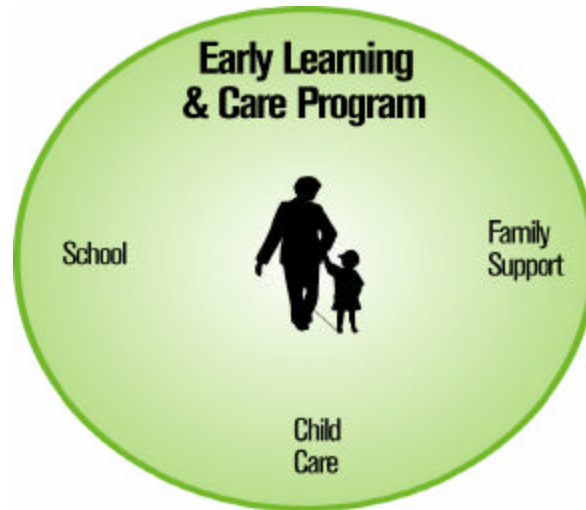 Early Learning
& Care Program
School
Family
Support
Child
Care